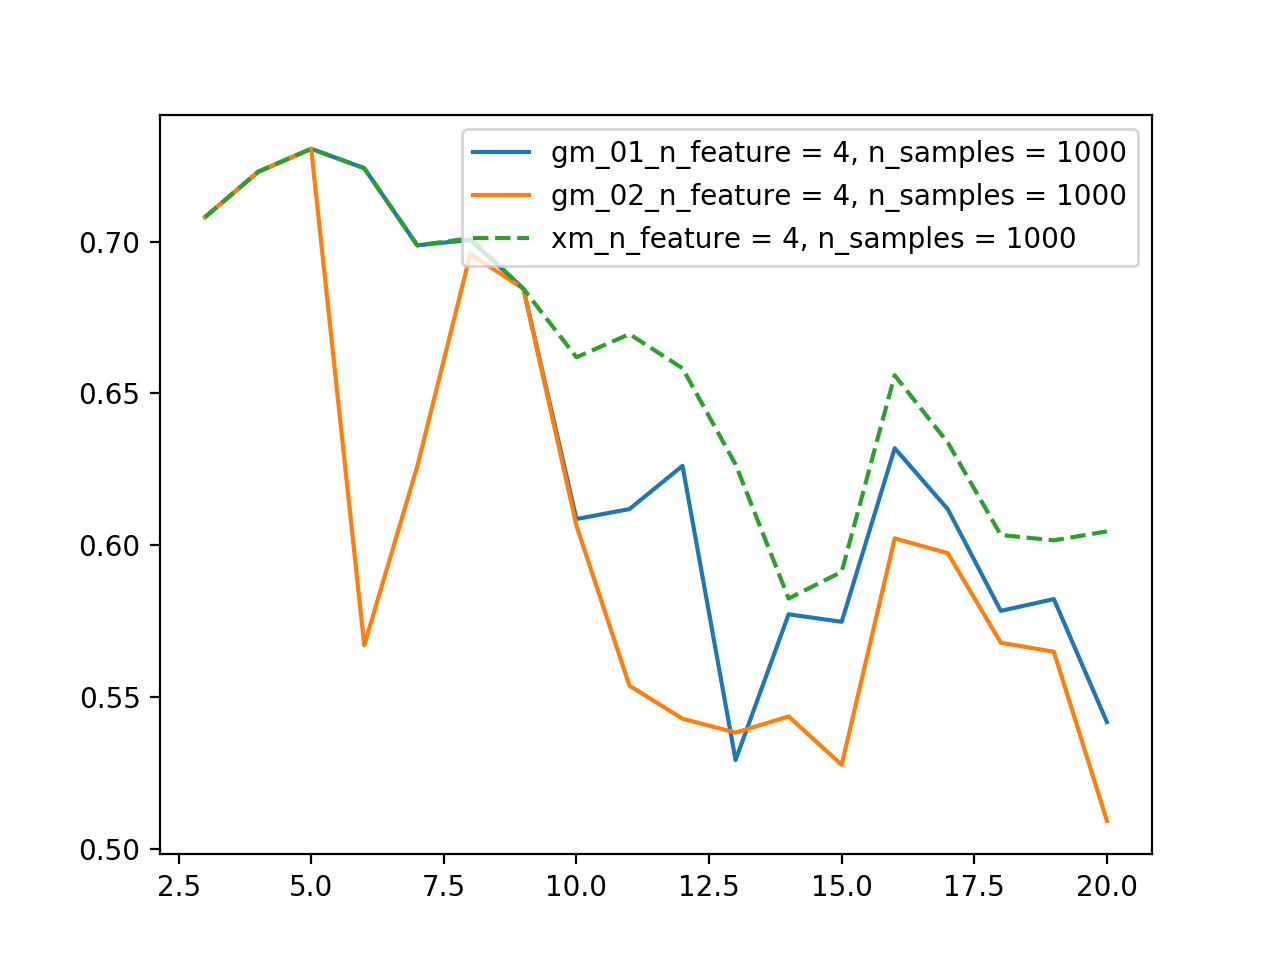 gm_01_n_feature = 4, n_samples = 1000
gm_02_n_feature = 4, n_samples = 1000
xm_n_feature = 4, n_samples = 1000
0.70
0.65
0.60
0.55
0.50
2.5 5.0 7.5 10.0 12.5 15.0 17.5 20.0